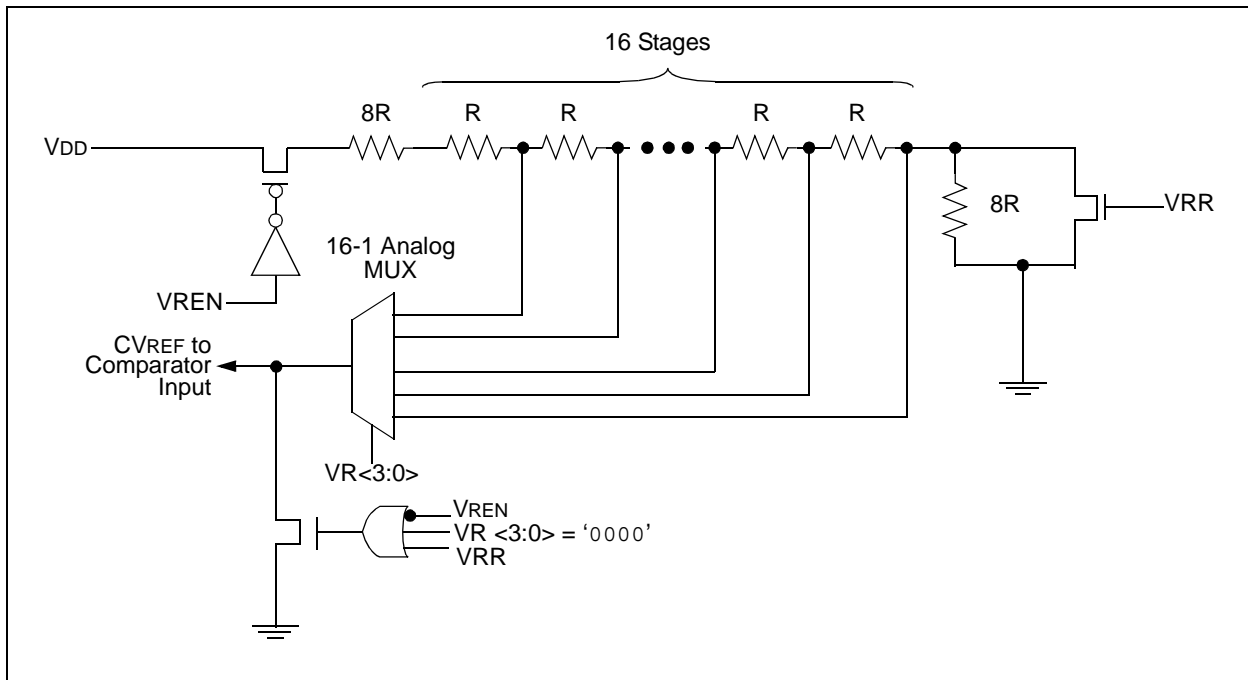 16 Stages
8R
R
R
R
R
VDD
8R
VRR
16-1 Analog
MUX
VREN
CVREF to
Comparator
Input
VR<3:0>
VREN
VR <3:0> = ‘0000’
VRR